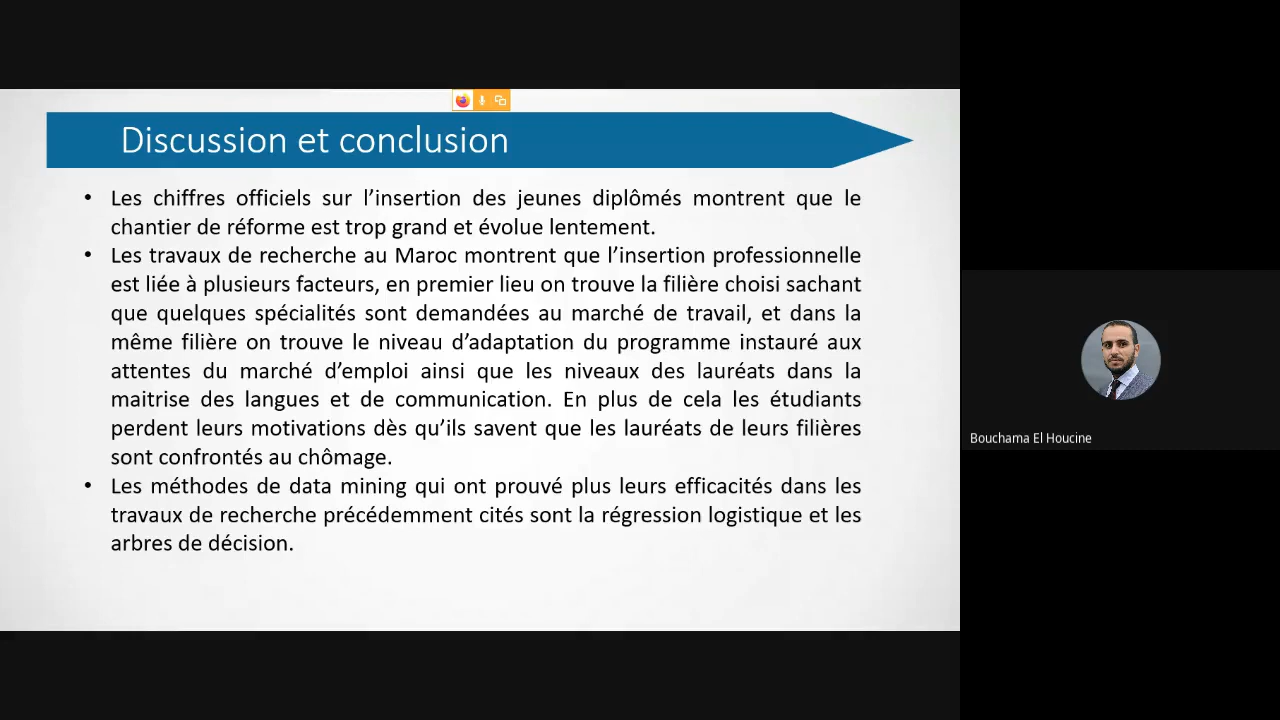 Discussion et conclusion
• Les chiffres officiels sur l’insertion des jeunes diplômés montrent que le
chantier de réforme est trop grand et évolue lentement.
• Les travaux de recherche au Maroc montrent que l’insertion professionnelle
est liée à plusieurs facteurs, en premier lieu on trouve la filière choisi sachant
que quelques spécialités sont demandées au marché de travail, et dans la
même filière on trouve le niveau d’adaptation du programme instauré aux
attentes du marché d’emploi ainsi que les niveaux des lauréats dans la
maitrise des langues et de communication. En plus de cela les étudiants
perdent leurs motivations dès qu’ils savent que les lauréats de leurs filières
sont confrontés au chômage.
• Les méthodes de data mining qui ont prouvé plus leurs efficacités dans les
travaux de recherche précédemment cités sont la régression logistique et les
arbres de décision.
Bouchama El Houcine